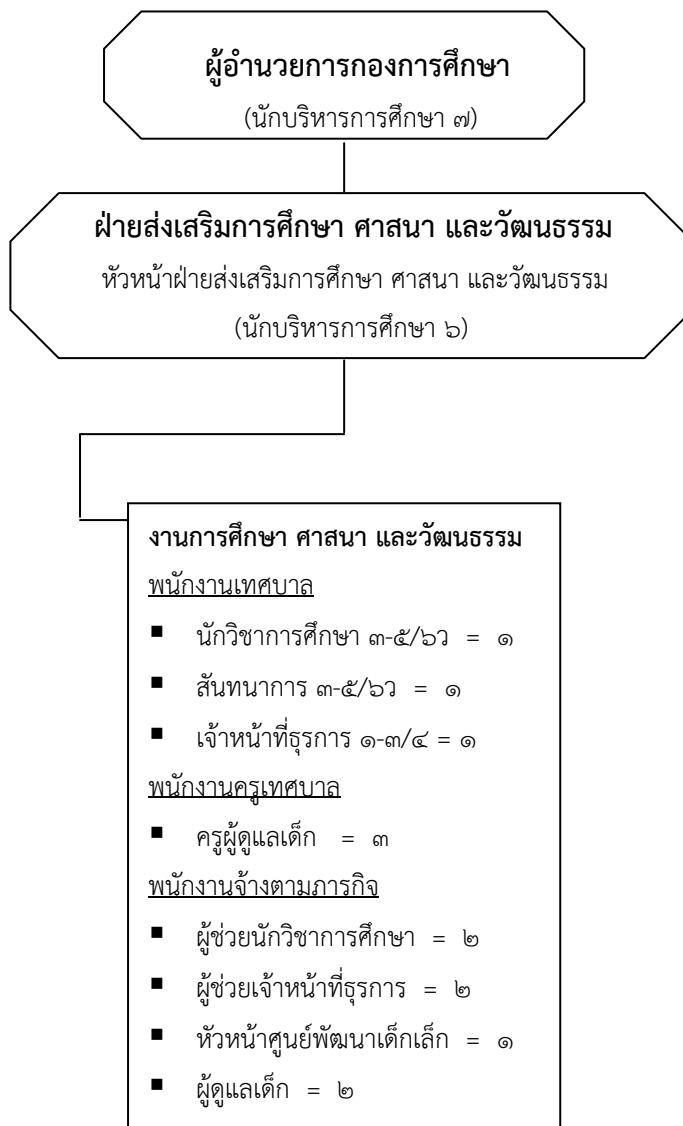 ผู้อำนวยการกองการศึกษา
(นักบริหารการศึกษา ๗)
ฝ่ายส่งเสริมการศึกษา ศาสนา และวัฒนธรรม
หัวหน้าฝ่ายส่งเสริมการศึกษา ศาสนา และวัฒนธรรม
(นักบริหารการศึกษา ๖)
งานการศึกษา ศาสนา และวัฒนธรรม
พนักงานเทศบาล
▪ นักวิชาการศึกษา ๓-๕/๖ว = ๑
▪ สันทนาการ ๓-๕/๖ว = ๑
▪ เจ้าหน้าที่ธุรการ ๑-๓/๔ = ๑
พนักงานครูเทศบาล
▪ ครูผู้ดูแลเด็ก = ๓
พนักงานจ้างตามภารกิจ
▪ ผู้ช่วยนักวิชาการศึกษา = ๒
▪ ผู้ช่วยเจ้าหน้าที่ธุรการ = ๒
▪ หัวหน้าศูนย์พัฒนาเด็กเล็ก = ๑
▪ ผู้ดูแลเด็ก = ๒